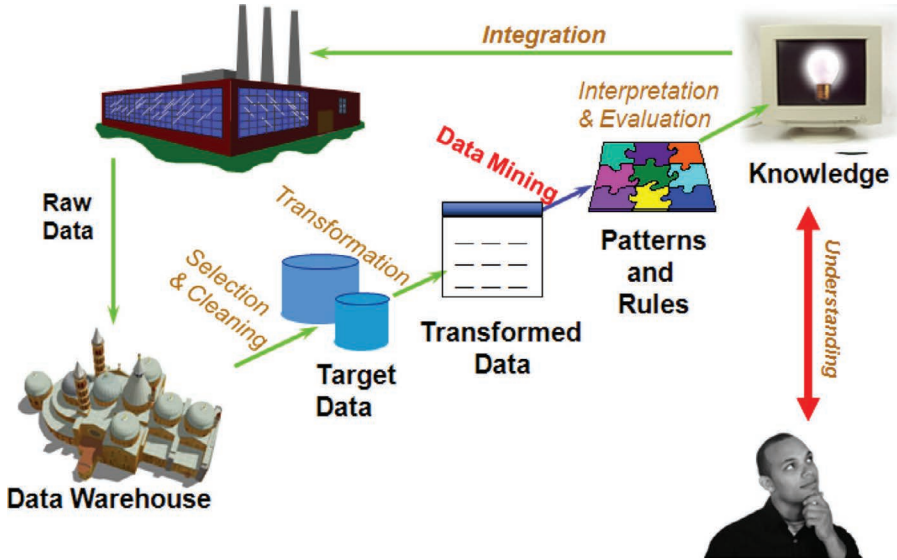 Integration
Interpretation
& Evaluation
Knowledge
Data Mining
Raw
Data
Transformation
Selection
& Cleaning
Patterns
and
Rules
Understanding
Transformed
Data
Target
Data
Data Warehouse